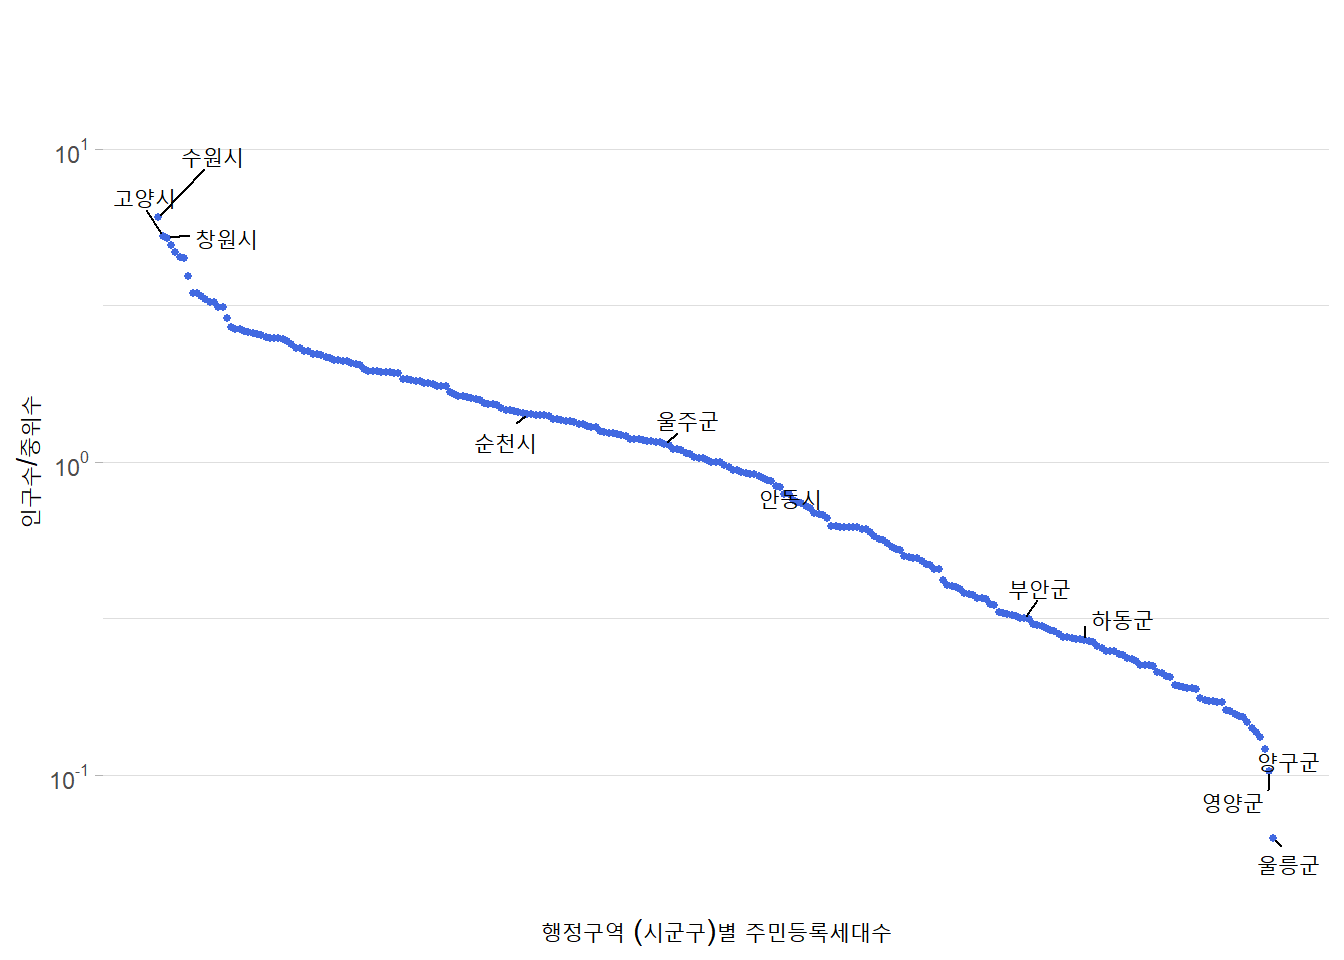 10¹
수원시
고양시
창원시
인구수/중위수
울주군
순천시
10⁰
안동시
부안군
하동군
양구군
10⁻¹
영양군
울릉군
행정구역 (시군구)별 주민등록세대수